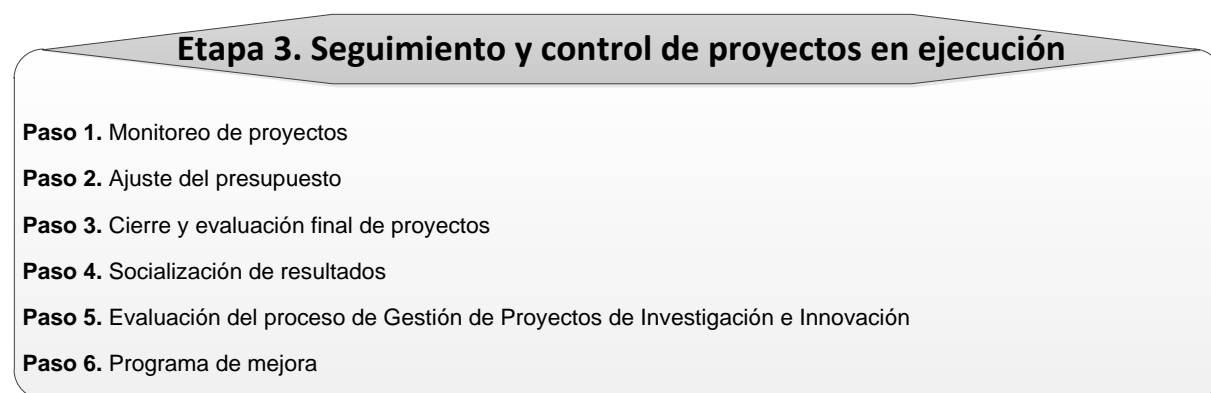 Etapa 3. Seguimiento y control de proyectos en ejecución
Paso 1. Monitoreo de proyectos
Paso 2. Ajuste del presupuesto
Paso 3. Cierre y evaluación final de proyectos
Paso 4. Socialización de resultados
Paso 5. Evaluación del proceso de Gestión de Proyectos de Investigación e Innovación
Paso 6. Programa de mejora